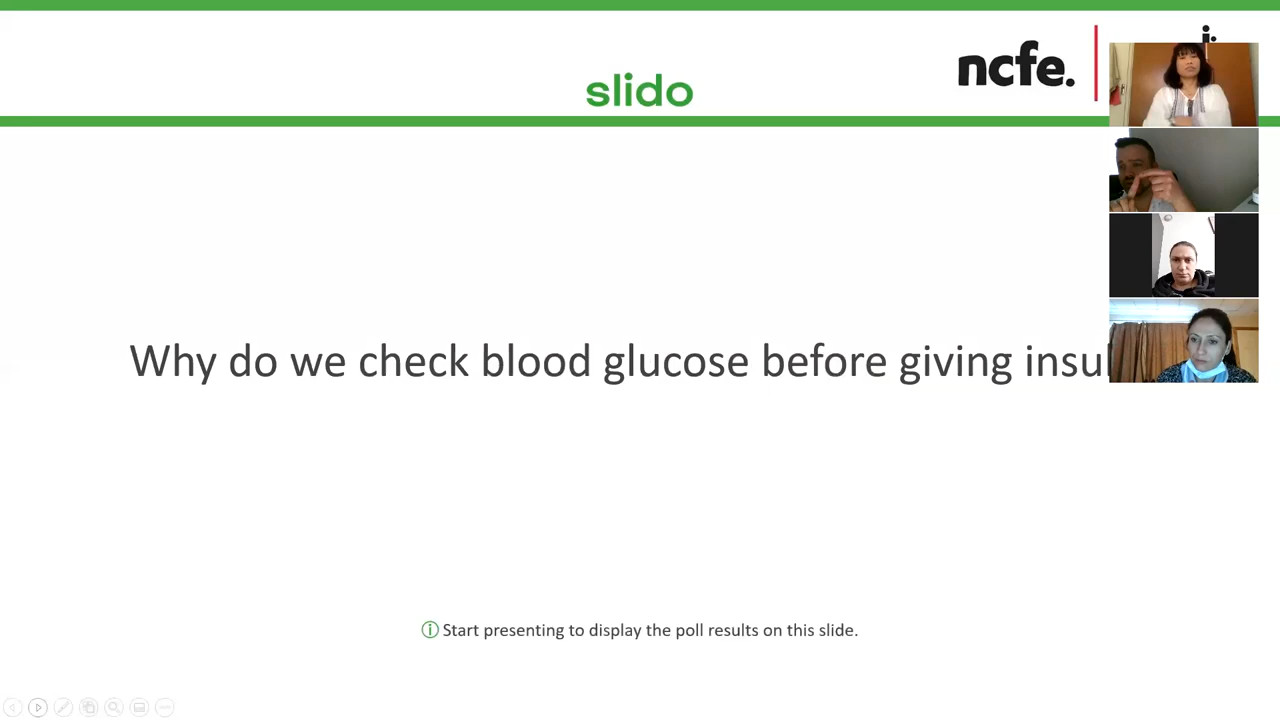 ncfe.
slido
Why do we check blood glucose before giving
Start presenting to display the poll results on this slide.